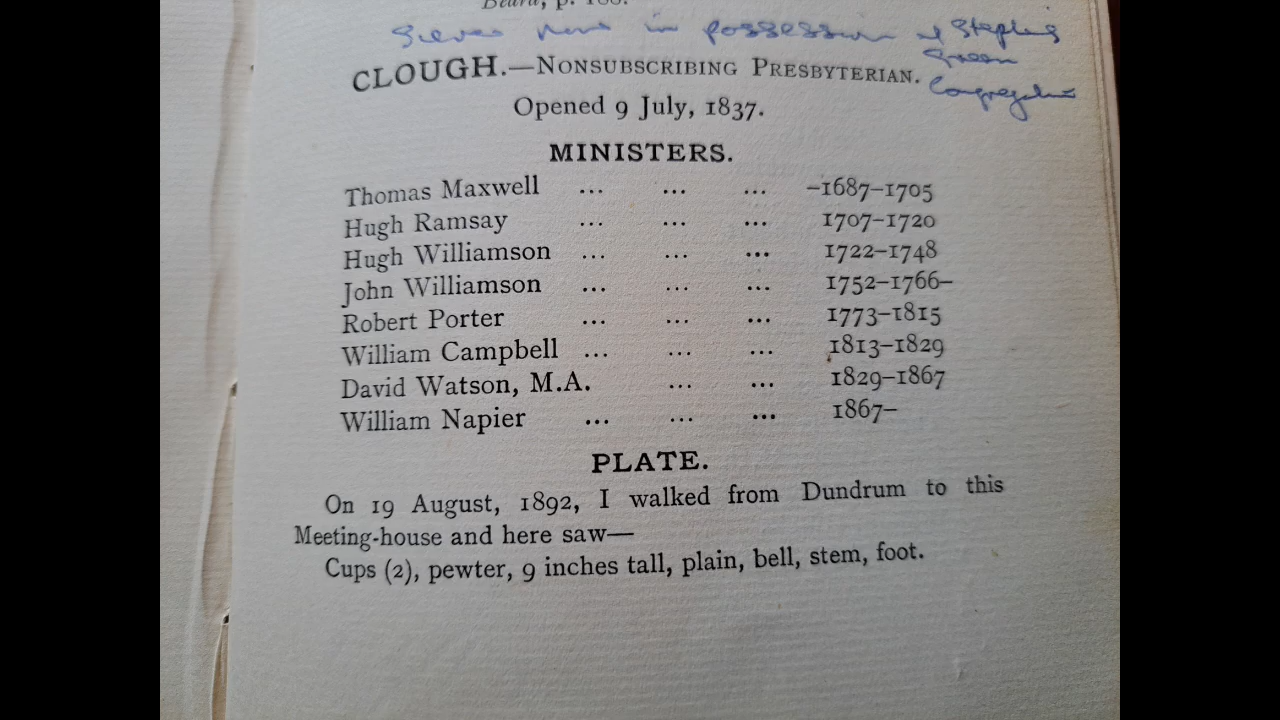 Beard, p. 188.
Silver now in possession of Stephens
Green
Congregation
CLOUGH.—NONSUBSCRIBING PRESBYTERIAN.
Opened 9 July, 1837.
MINISTERS.
Thomas Maxwell ... ... ... –1687–1705
Hugh Ramsay ... ... ... 1707–1720
Hugh Williamson ... ... ... 1722–1748
John Williamson ... ... ... 1752–1766–
Robert Porter ... ... ... 1773–1815
William Campbell ... ... ... 1813–1829
David Watson, M.A. ... ... 1829–1867
William Napier ... ... ... 1867–
PLATE.
On 19 August, 1892, I walked from Dundrum to this
Meeting-house and here saw—
Cups (2), pewter, 9 inches tall, plain, bell, stem, foot.